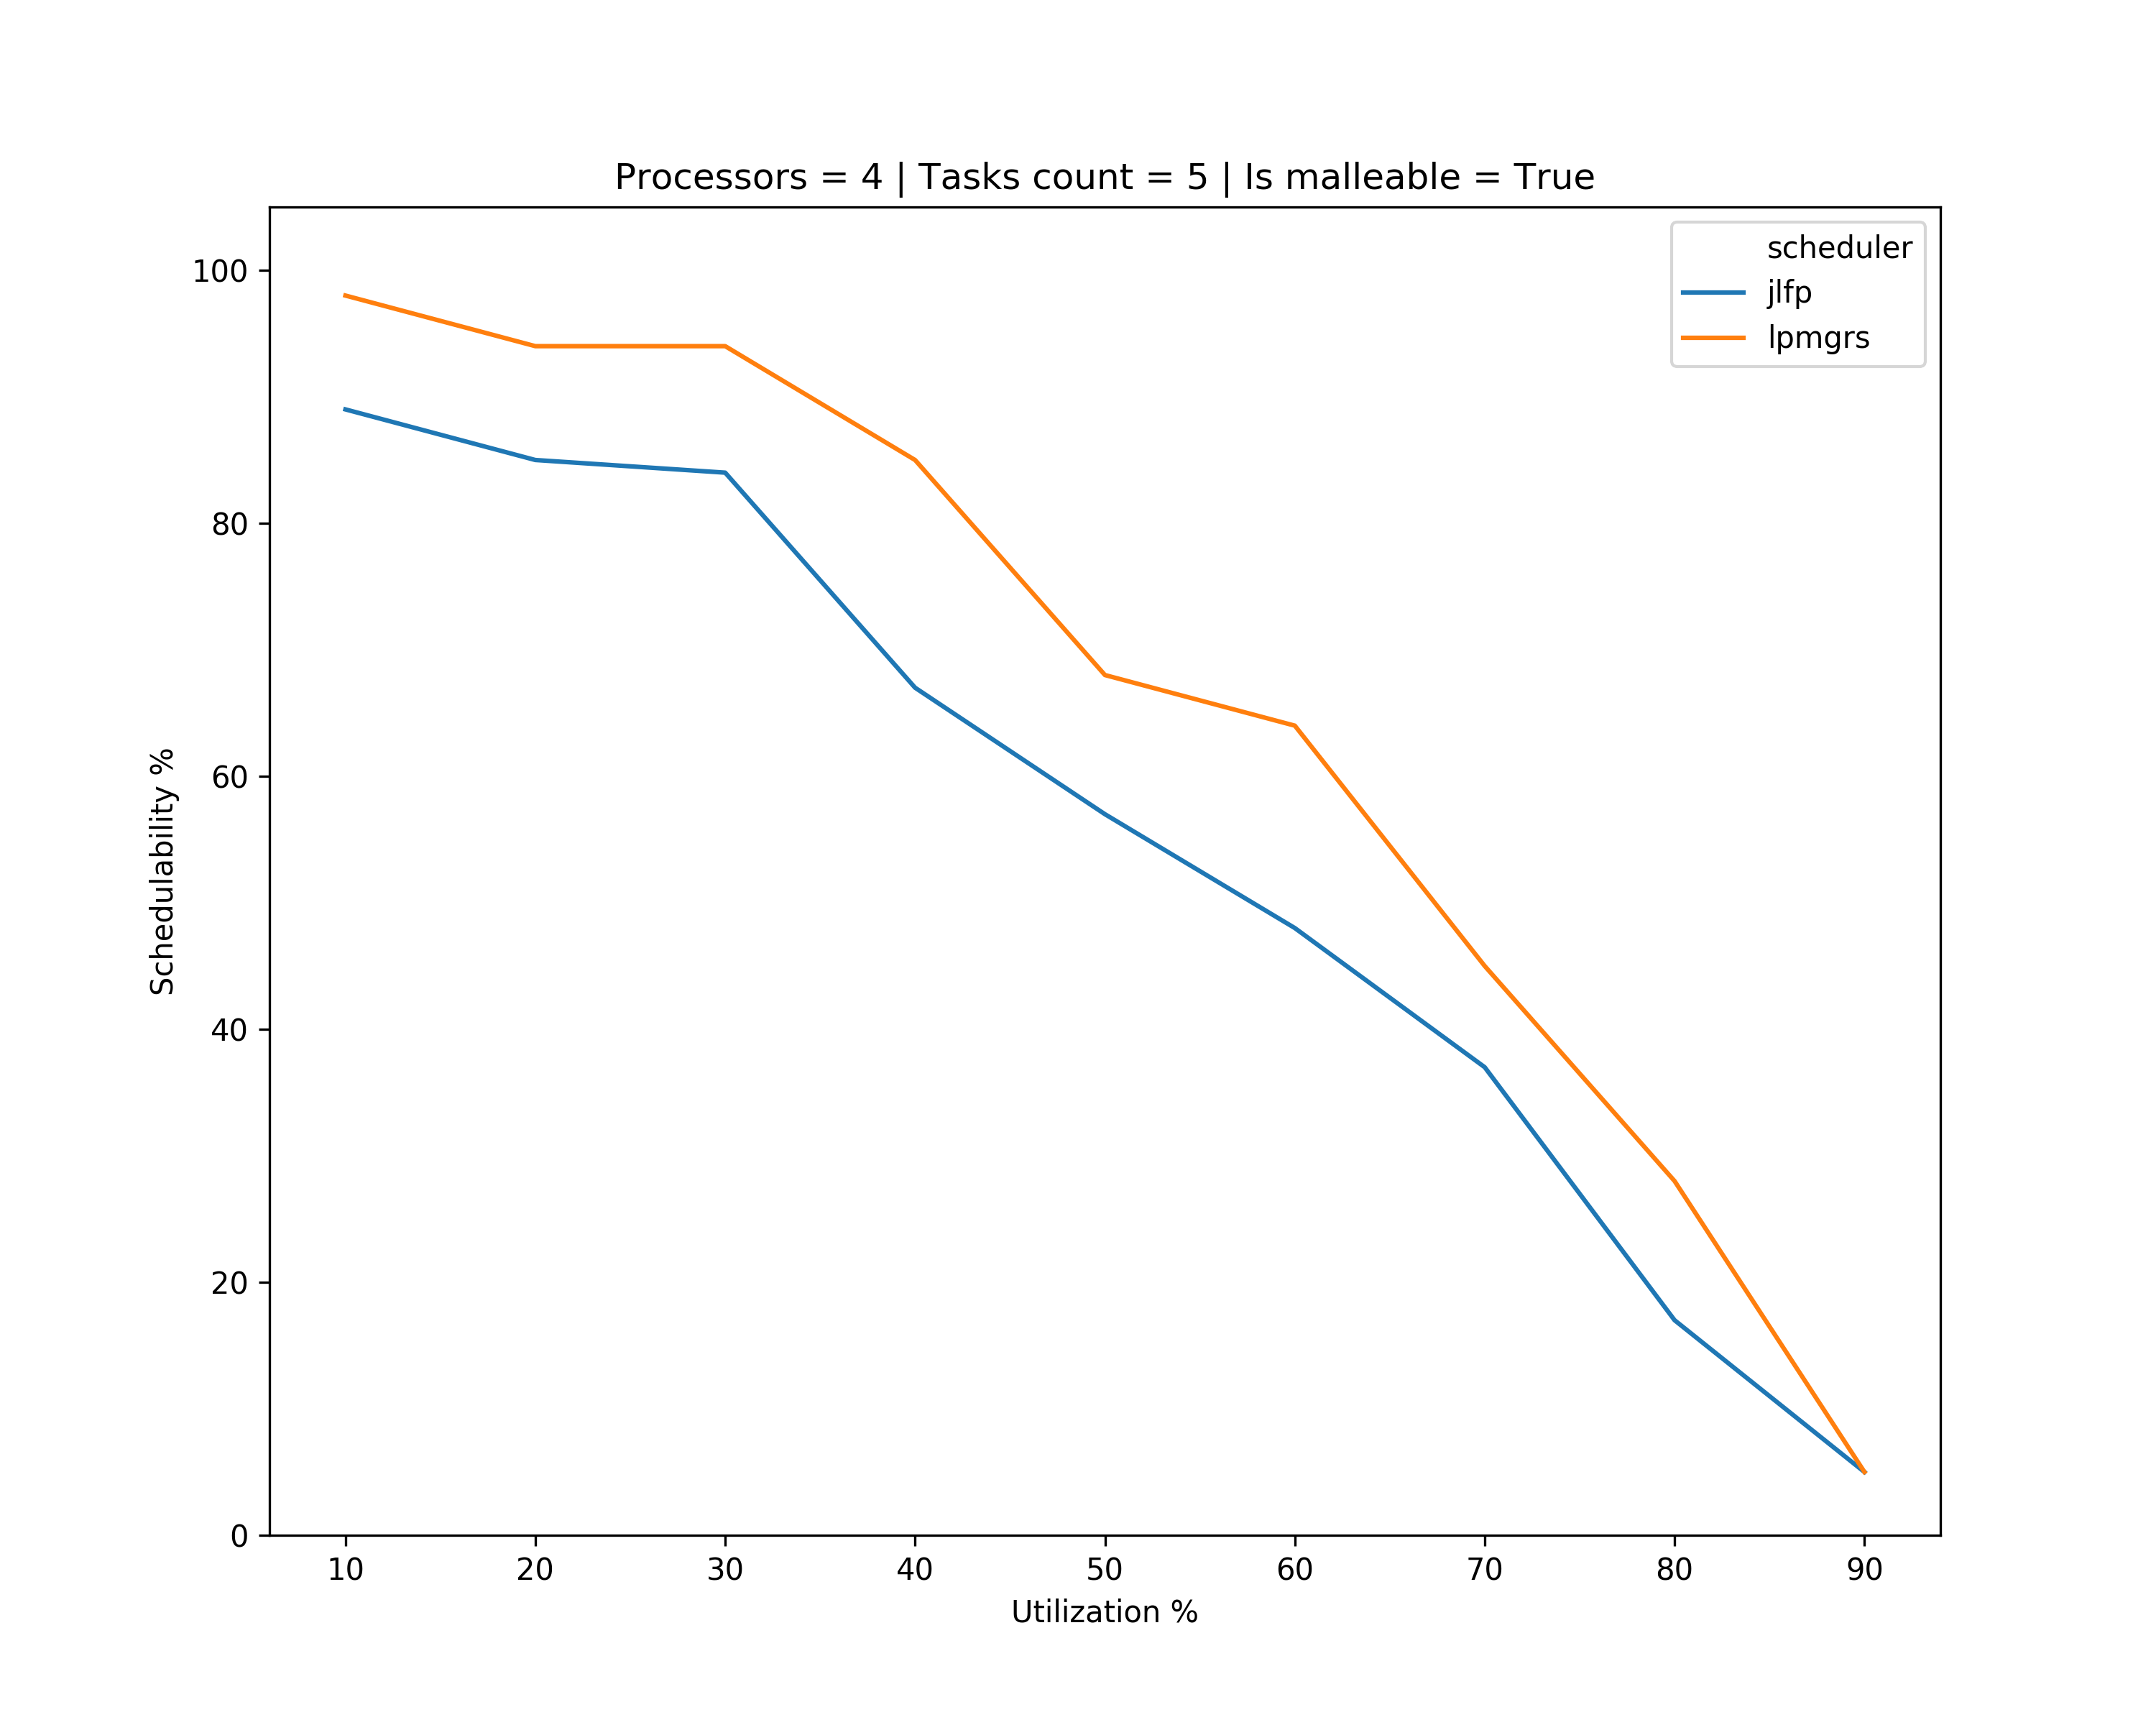 Processors = 4 | Tasks count = 5 | Is malleable = True
scheduler
jlfp
lpmgrs
Schedulability %
100
80
60
40
20
0
10 20 30 40 50 60 70 80 90
Utilization %